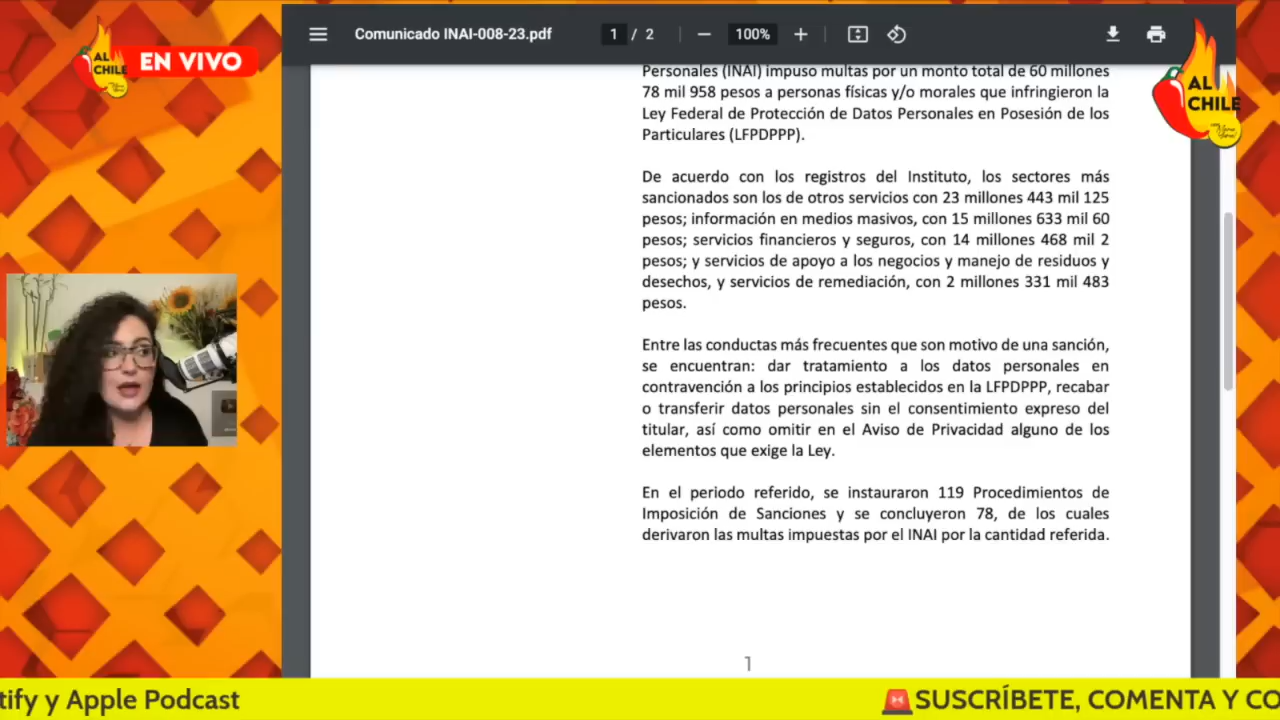 Comunicado INAI-008-23.pdf
1 / 2
100%
AL CHILE
EN VIVO
AL
CHILE
Personales (INAI) impuso multas por un monto total de 60 millones
78 mil 958 pesos a personas físicas y/o morales que infringieron la
Ley Federal de Protección de Datos Personales en Posesión de los
Particulares (LFPDPPP).
De acuerdo con los registros del Instituto, los sectores más
sancionados son los de otros servicios con 23 millones 443 mil 125
pesos; información en medios masivos, con 15 millones 633 mil 60
pesos; servicios financieros y seguros, con 14 millones 468 mil 2
pesos; y servicios de apoyo a los negocios y manejo de residuos y
desechos, y servicios de remediación, con 2 millones 331 mil 483
pesos.
Entre las conductas más frecuentes que son motivo de una sanción,
se encuentran: dar tratamiento a los datos personales en
contravención a los principios establecidos en la LFPDPPP, recabar
o transferir datos personales sin el consentimiento expreso del
titular, así como omitir en el Aviso de Privacidad alguno de los
elementos que exige la Ley.
En el periodo referido, se instauraron 119 Procedimientos de
Imposición de Sanciones y se concluyeron 78, de los cuales
derivaron las multas impuestas por el INAI por la cantidad referida.
1
tify y Apple Podcast
SUSCRÍBETE, COMENTA Y CO